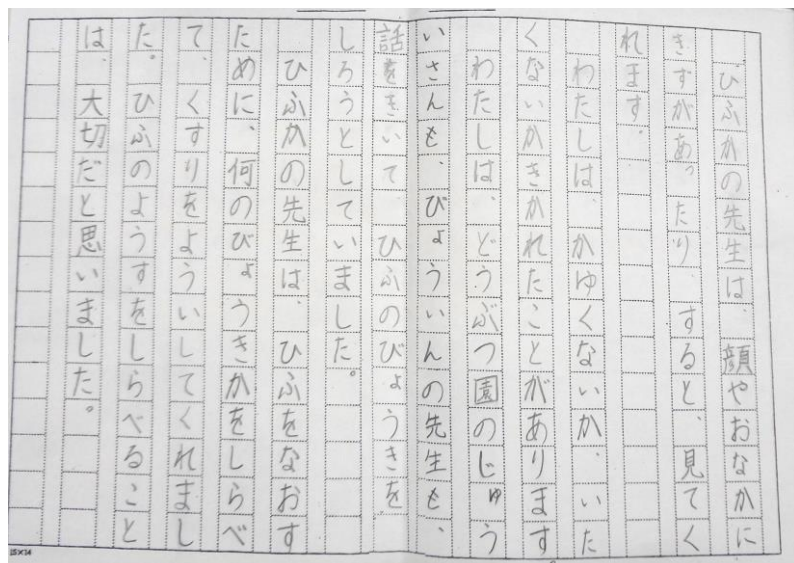 ひふかの先生は、顔やおなかに
きずがあったり、すると、見てく
れます。
わたしは、かゆくないか、いた
くないかきかれたことがあります
わたしは、どうぶつ園のじゅう
いさんも、びょういんの先生も、
話をきいて、ひふのびょうきを
しろうとしていました。
ひふかの先生は、ひふをなおす
ために、何のびょうきかをしらべ
て、くすりをよういしてくれまし
た。ひふのようすをしらべること
は、大切だと思いました。
15×14